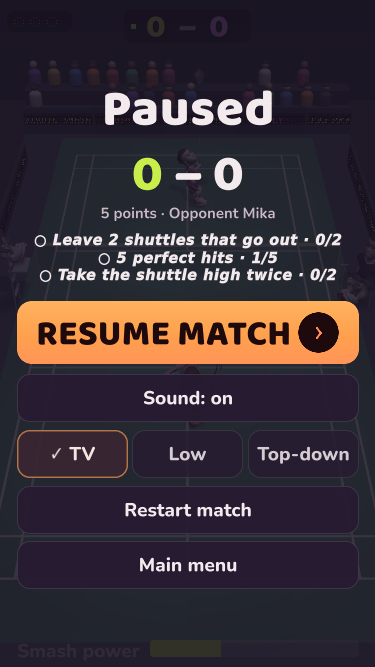 0 – 0
Paused
0 – 0
5 points · Opponent Mika
Leave 2 shuttles that go out · 0/2
5 perfect hits · 1/5
Take the shuttle high twice · 0/2
RESUME MATCH ›
Sound: on
✓ TV
Low
Top-down
Restart match
Main menu
Smash power